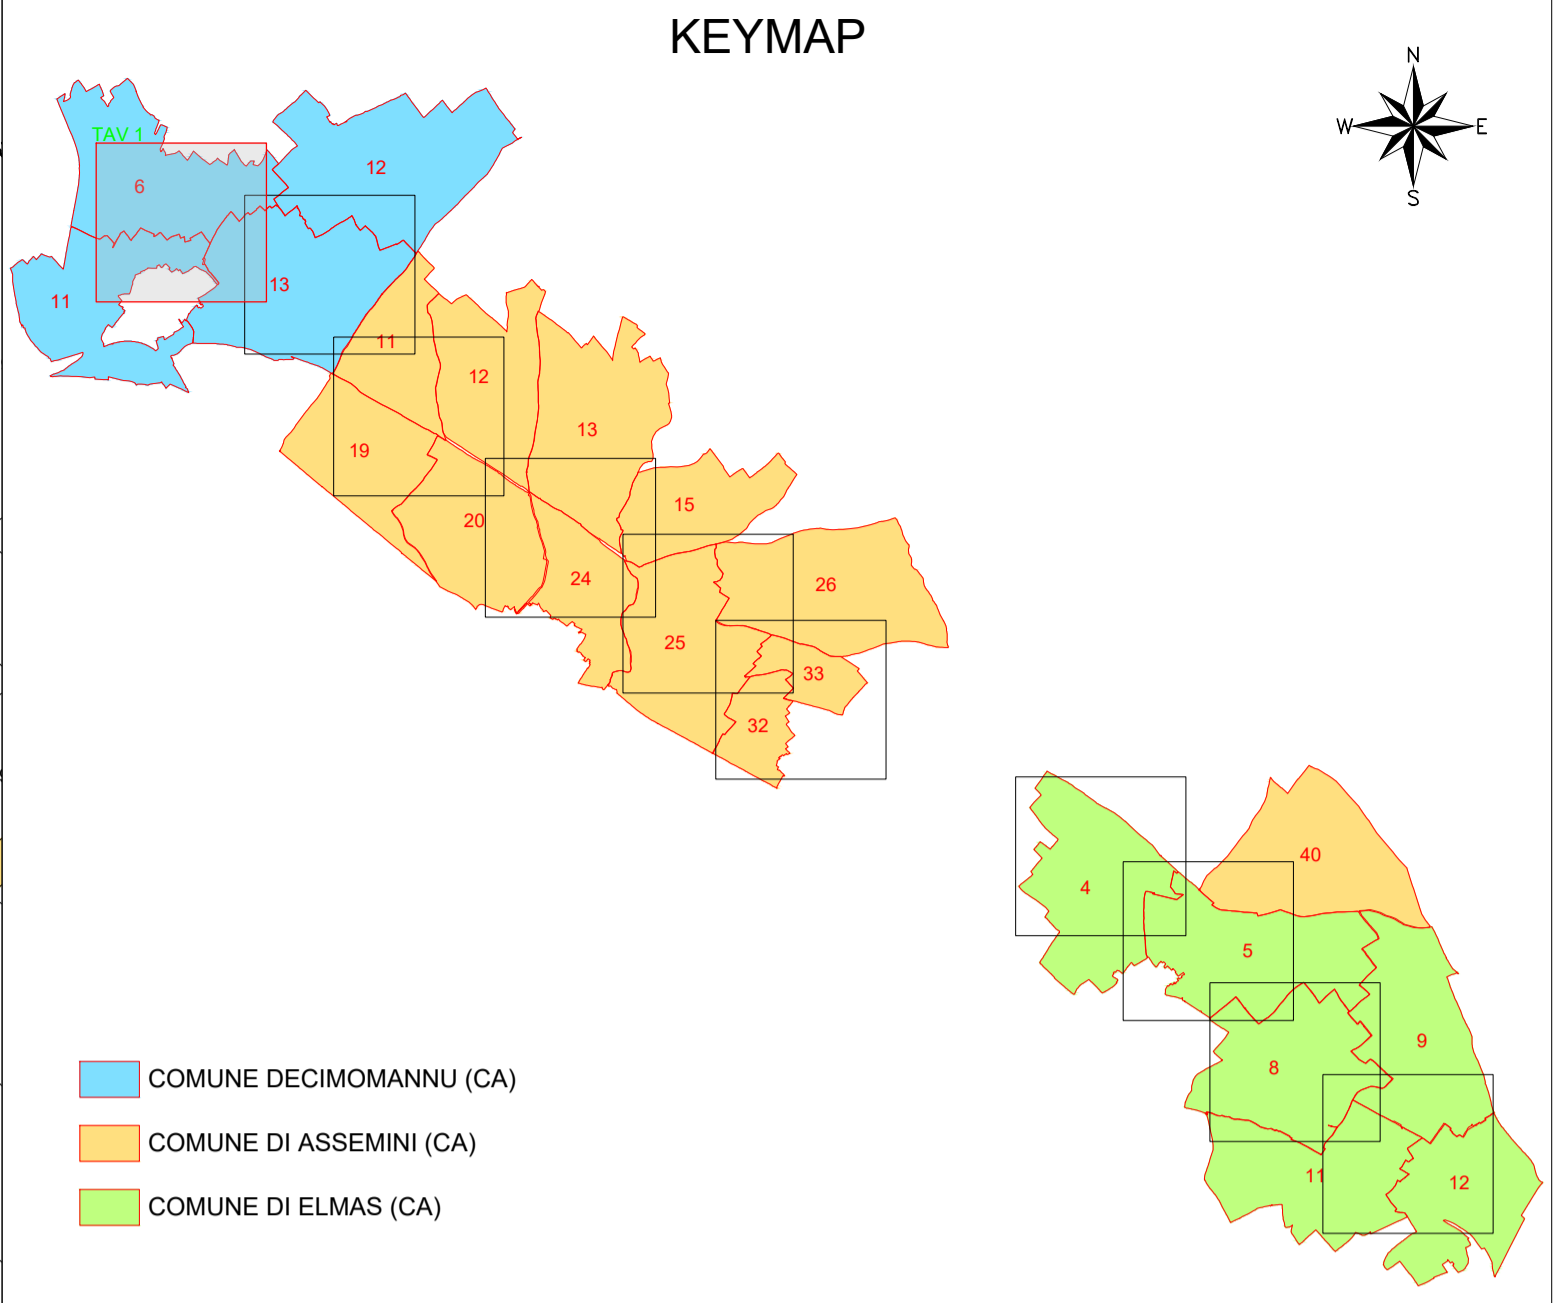 KEYMAP
N
W
E
S
TAV 1
6
12
11
13
11
12
13
19
20
15
24
26
25
33
32
40
4
5
9
8
11
12
COMUNE DECIMOMANNU (CA)
COMUNE DI ASSEMINI (CA)
COMUNE DI ELMAS (CA)